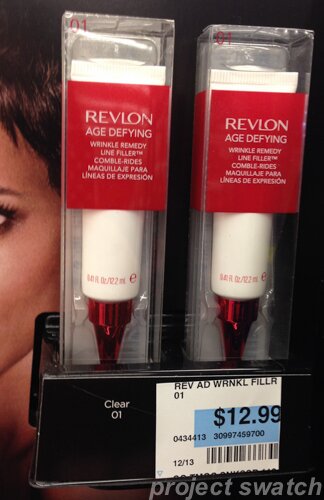 01
REVLON
AGE DEFYING
WRINKLE REMEDY
LINE FILLER™
COMBLE-RIDES
MAQUILLAJE PARA
LÍNEAS DE EXPRESIÓN
0.41 Fl. Oz./12.2 mL e
01
REVLON
AGE DEFYING
WRINKLE REMEDY
LINE FILLER™
COMBLE-RIDES
MAQUILLAJE PARA
LÍNEAS DE EXPRESIÓN
0.41 Fl. Oz./12.2 mL e
Clear
01
REV AD WRNKL FILLR
01
$12.99
0434413 30997459700
12/13
project swatch